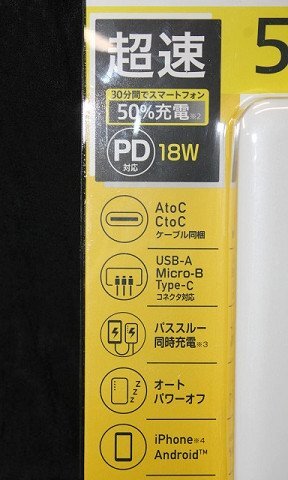 超速
5
30分間でスマートフォン
50%充電※2
PD 18W
対応
AtoC
CtoC
ケーブル同梱
USB-A
Micro-B
Type-C
コネクタ対応
パススルー
同時充電※3
オート
パワーオフ
z
z
z
iPhone※4
Android™